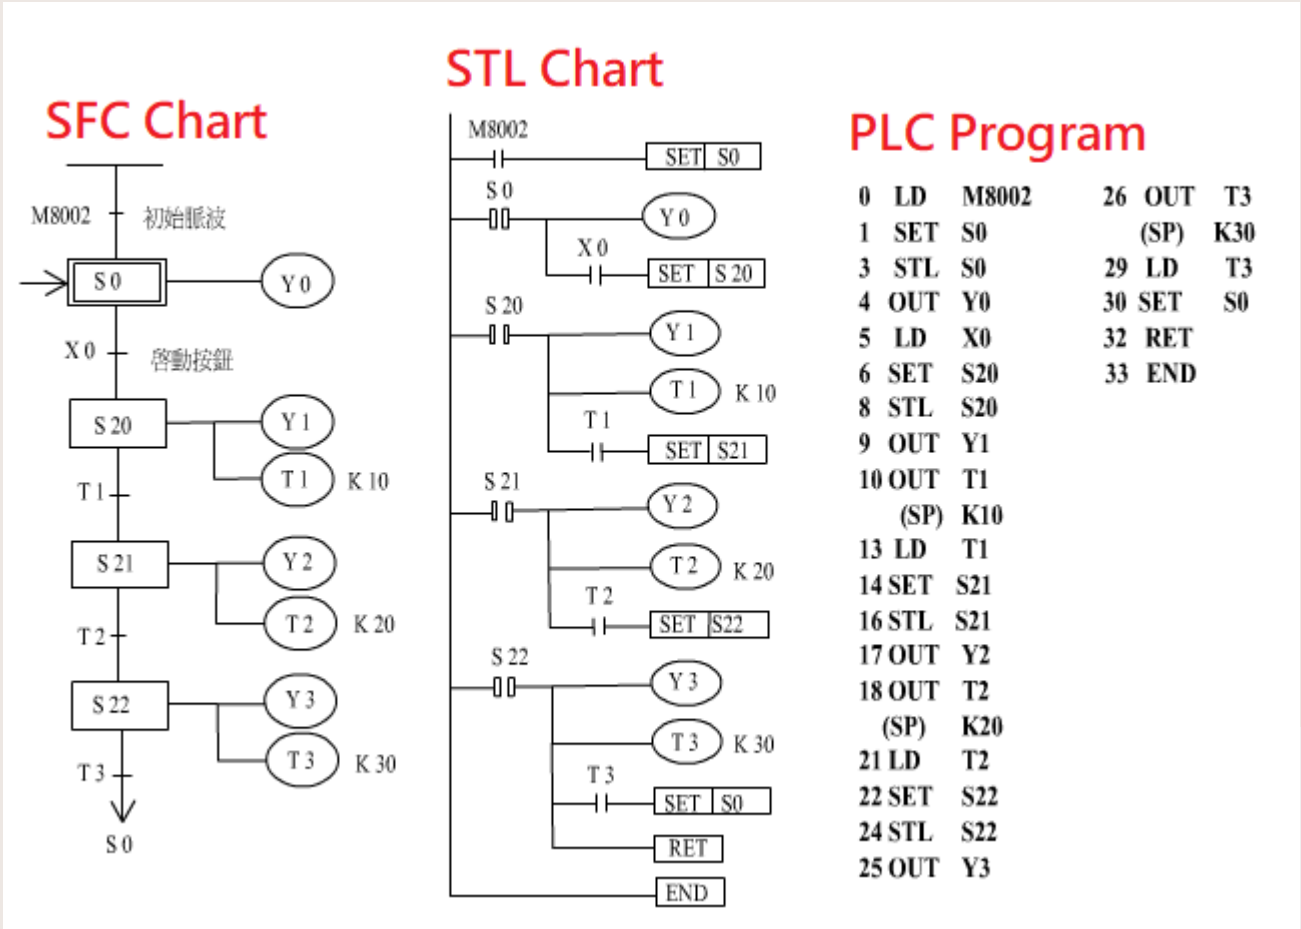 SFC Chart
M8002 初始脈波
S 0 Y 0
X 0 啓動按鈕
S 20 Y 1
T 1 K 10
T 1
S 21 Y 2
T 2 K 20
T 2
S 22 Y 3
T 3 K 30
T 3
S 0
STL Chart
M8002
SET S0
S 0
Y 0
X 0
SET S 20
S 20
Y 1
T 1 K 10
T 1
SET S21
S 21
Y 2
T 2 K 20
T 2
SET S22
S 22
Y 3
T 3 K 30
T 3
SET S0
RET
END
PLC Program
0 LD M8002
1 SET S0
3 STL S0
4 OUT Y0
5 LD X0
6 SET S20
8 STL S20
9 OUT Y1
10 OUT T1
(SP) K10
13 LD T1
14 SET S21
16 STL S21
17 OUT Y2
18 OUT T2
(SP) K20
21 LD T2
22 SET S22
24 STL S22
25 OUT Y3
26 OUT T3
(SP) K30
29 LD T3
30 SET S0
32 RET
33 END